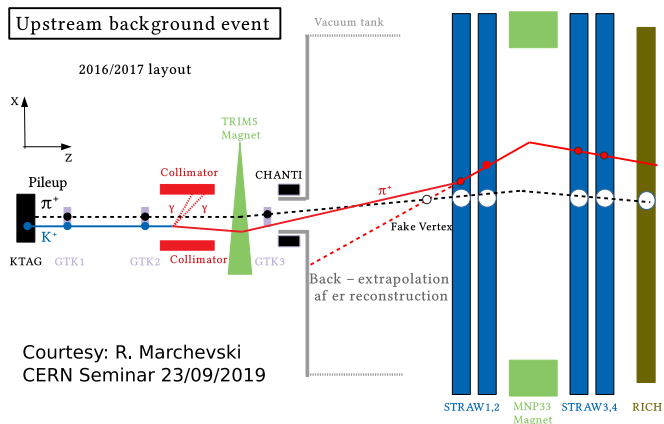 Upstream background event
Vacuum tank
2016/2017 layout
X
Z
TRIM5
Magnet
Collimator
CHANTI
Pileup
π⁺
γ
γ
π⁺
K⁺
Fake Vertex
KTAG
GTK1
GTK2
Collimator
GTK3
Back – extrapolation
af er reconstruction
Courtesy: R. Marchevski
CERN Seminar 23/09/2019
STRAW1,2
MNP33
Magnet
STRAW3,4
RICH